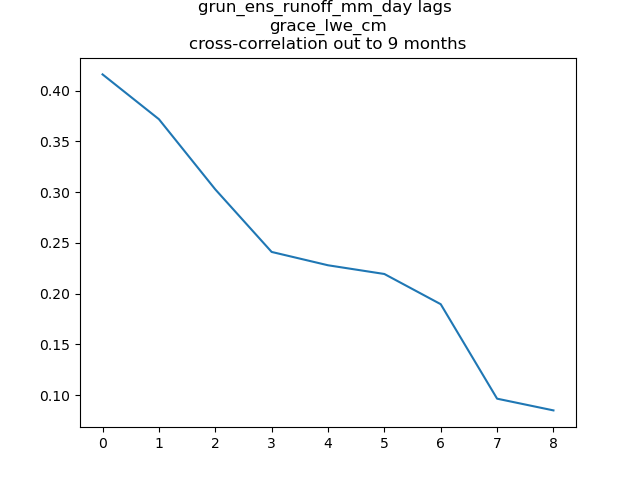 grun_ens_runoff_mm_day lags
grace_lwe_cm
cross-correlation out to 9 months
0.40
0.35
0.30
0.25
0.20
0.15
0.10
0 1 2 3 4 5 6 7 8